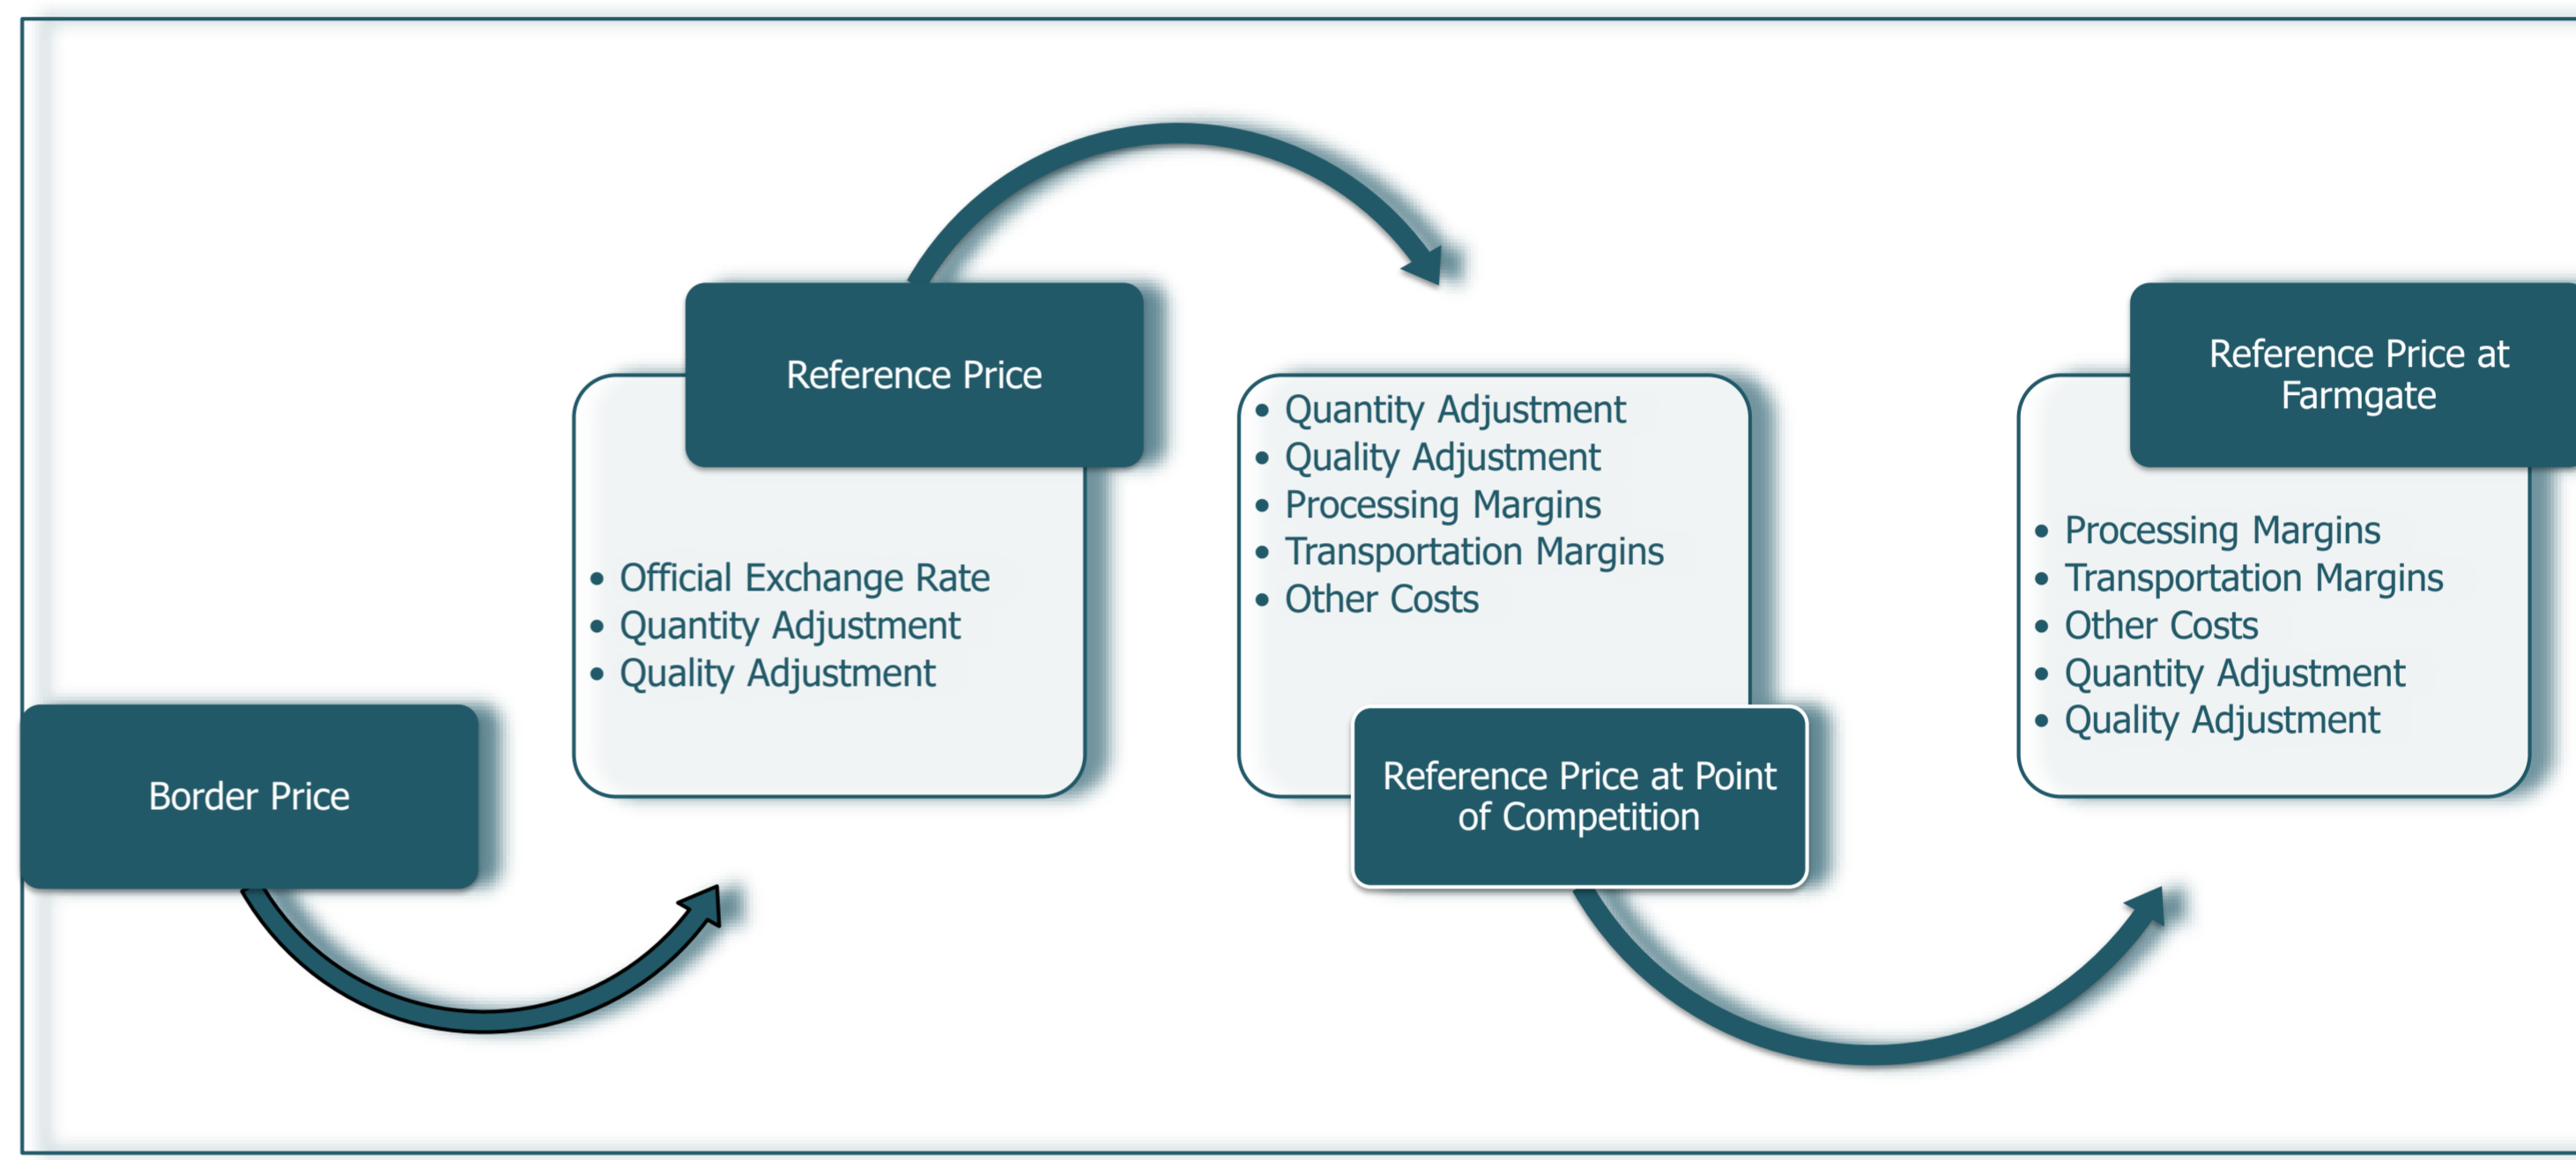 Border Price
Reference Price
• Official Exchange Rate
• Quantity Adjustment
• Quality Adjustment
• Quantity Adjustment
• Quality Adjustment
• Processing Margins
• Transportation Margins
• Other Costs
Reference Price at Point
of Competition
Reference Price at
Farmgate
• Processing Margins
• Transportation Margins
• Other Costs
• Quantity Adjustment
• Quality Adjustment